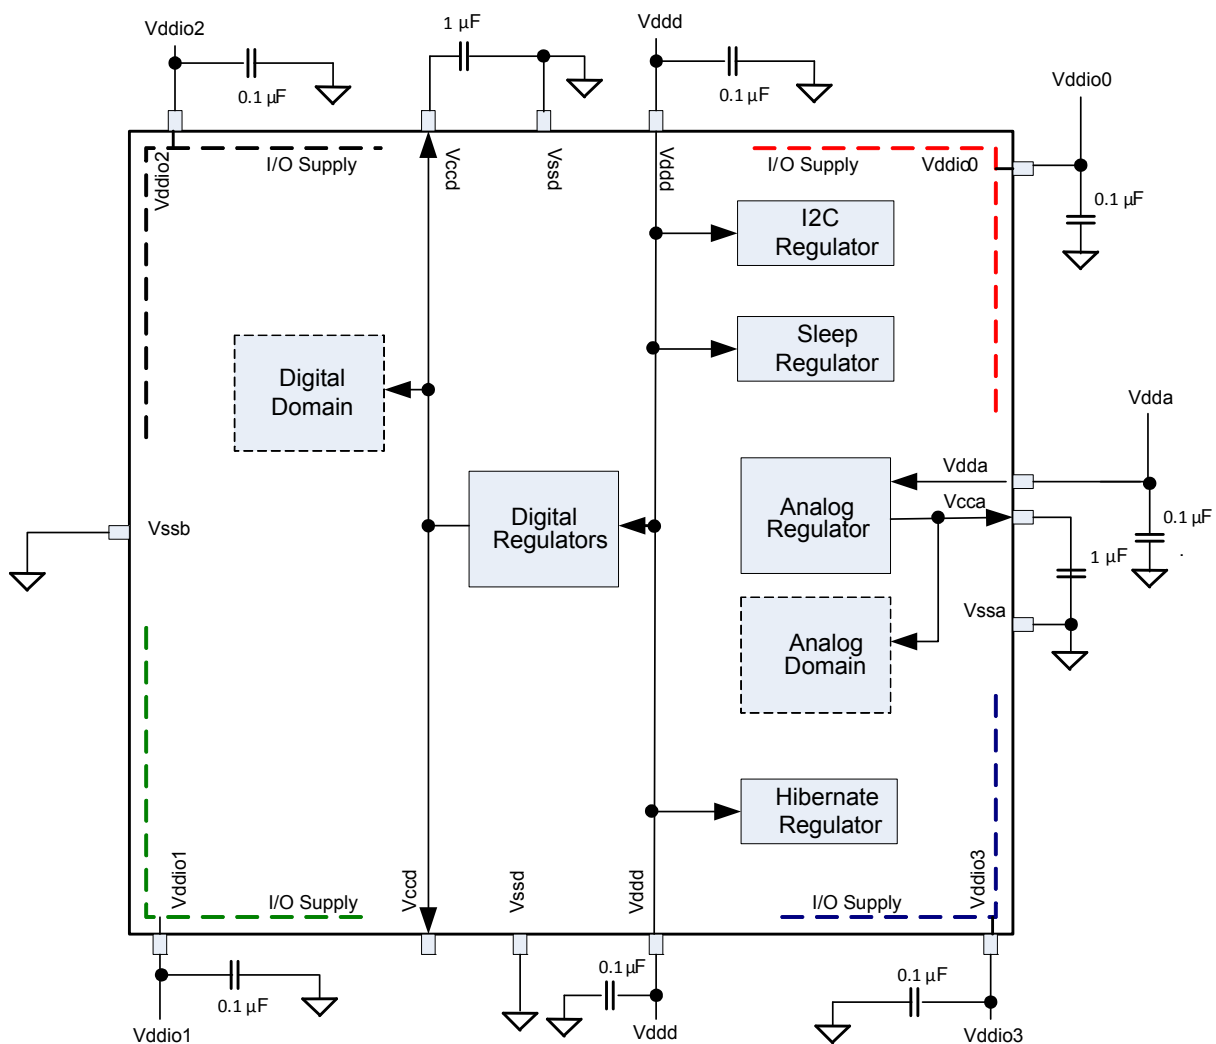 Vddio2
1 µF
Vddd
0.1 µF
0.1 µF
Vddio0
0.1 µF
Vddio2
I/O Supply
Vccd
Vssd
Vddd
I/O Supply
Vddio0
I2C
Regulator
Sleep
Regulator
Digital
Domain
Vdda
Vdda
Analog
Regulator
Vcca
0.1 µF
.
Digital
Regulators
Vssb
1 µF
Vssa
Analog
Domain
Hibernate
Regulator
Vddio1
I/O Supply
Vccd
Vssd
Vddd
I/O Supply
Vddio3
0.1 µF
0.1 µF
0.1 µF
Vddio1
Vddd
Vddio3